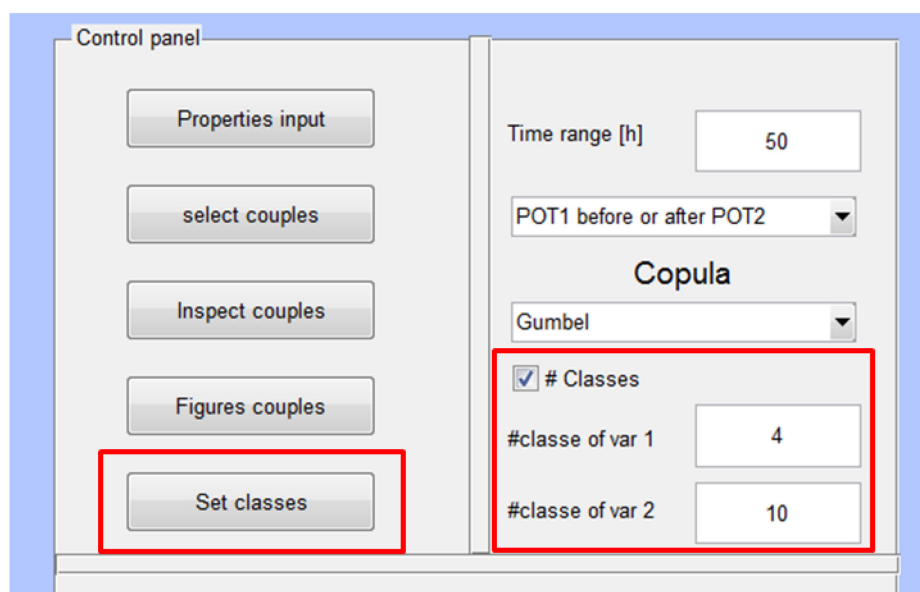 Control panel
Properties input
select couples
Inspect couples
Figures couples
Set classes
Time range [h]
50
POT1 before or after POT2
Copula
Gumbel
# Classes
#classe of var 1
4
#classe of var 2
10